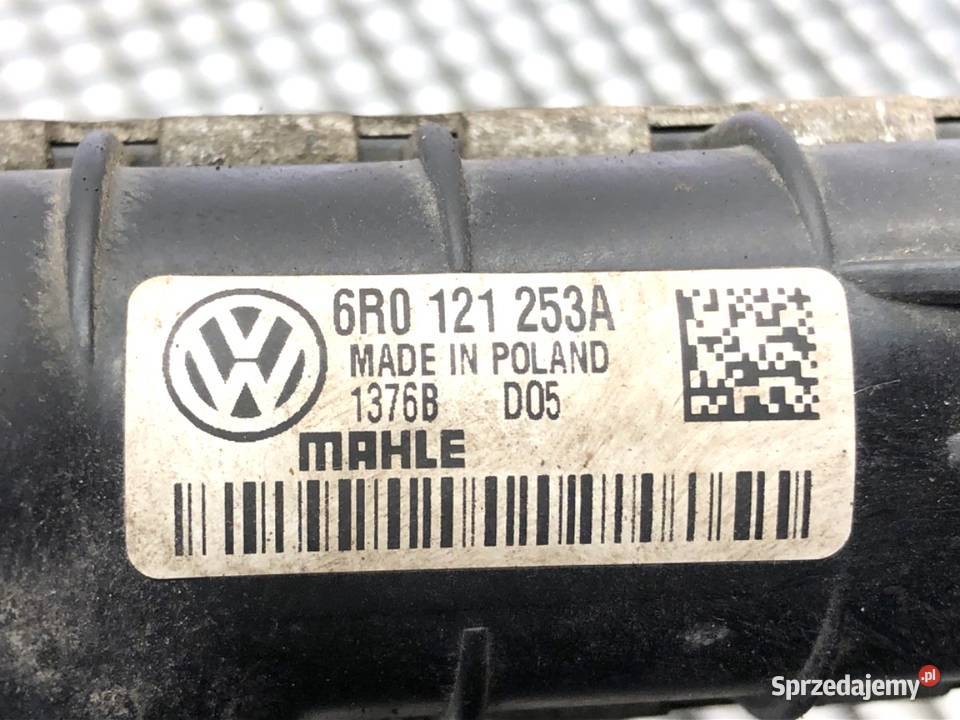 6R0 121 253A
MADE IN POLAND
1376B D05
MAHLE
Sprzedajemy.pl